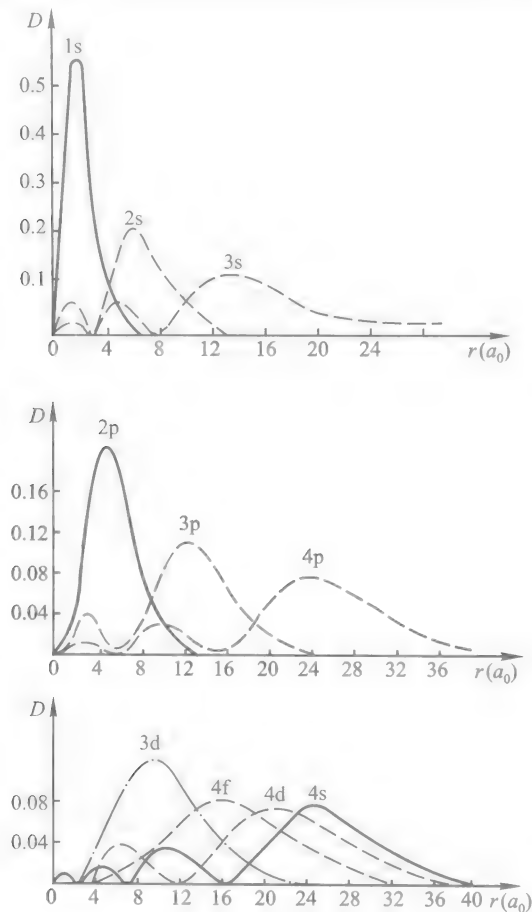 D
1s
0.5
0.4
0.3
0.2
2s
3s
0.1
0 4 8 12 16 20 24
r(a₀)
D
2p
0.16
0.12
3p
0.08
4p
0.04
0 4 8 12 16 20 24 28 32 36
r(a₀)
D
3d
0.08
4f 4d 4s
0.04
0 4 8 12 16 20 24 28 32 36 40
r(a₀)